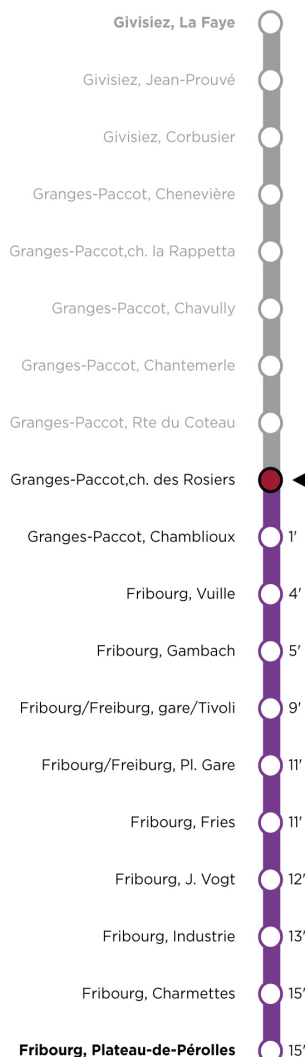 Givisiez, La Faye
Givisiez, Jean-Prouvé
Givisiez, Corbusier
Granges-Paccot, Chenevière
Granges-Paccot,ch. la Rappetta
Granges-Paccot, Chavully
Granges-Paccot, Chantemerle
Granges-Paccot, Rte du Coteau
Granges-Paccot,ch. des Rosiers
Granges-Paccot, Chamblioux 1'
Fribourg, Vuille 4'
Fribourg, Gambach 5'
Fribourg/Freiburg, gare/Tivoli 9'
Fribourg/Freiburg, Pl. Gare 11'
Fribourg, Fries 11'
Fribourg, J. Vogt 12'
Fribourg, Industrie 13'
Fribourg, Charmettes 15'
Fribourg, Plateau-de-Pérolles 15'